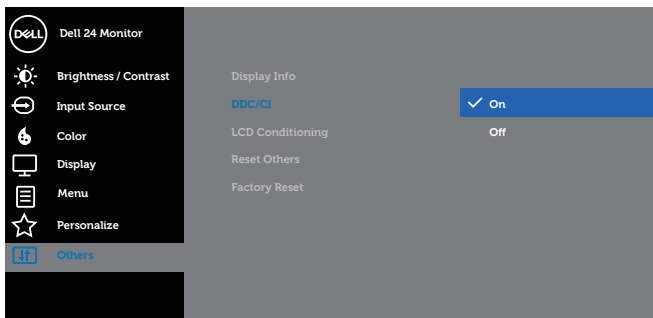 DELL Dell 24 Monitor
Brightness / Contrast Display Info
Input Source DDC/CI On
Color LCD Conditioning Off
Display Reset Others
Menu Factory Reset
Personalize
Others